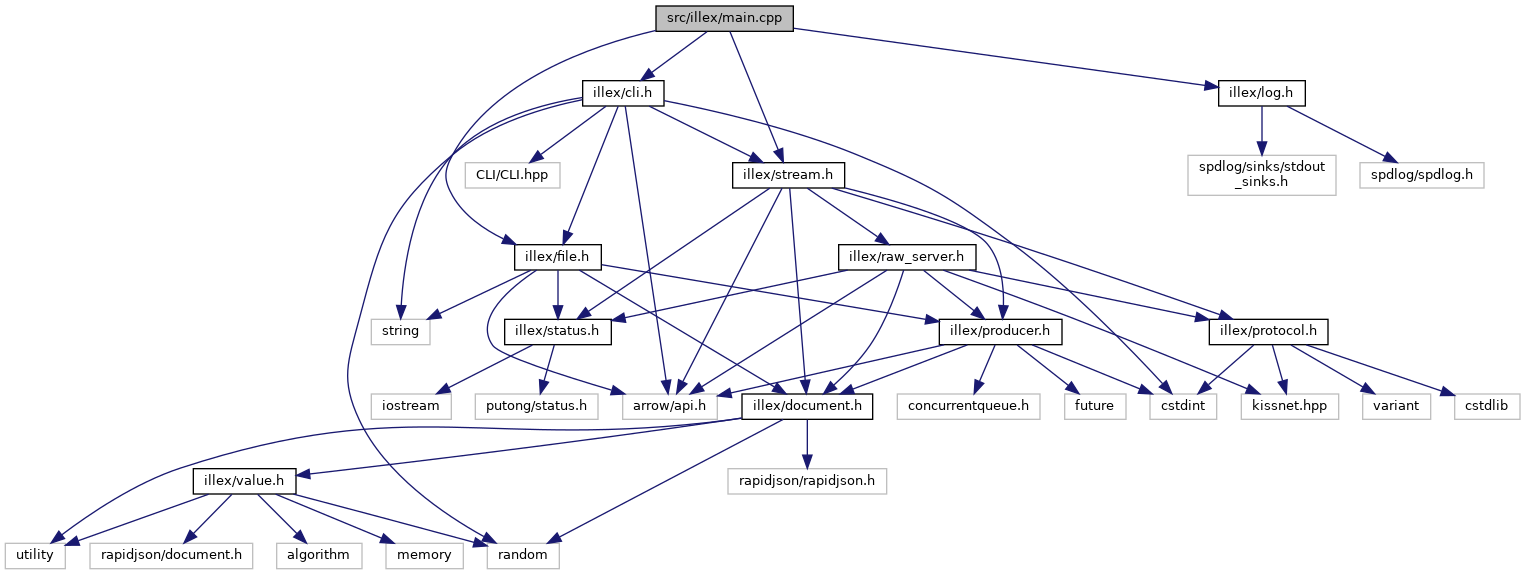 src/illex/main.cpp
illex/cli.h
illex/log.h
CLI/CLI.hpp
illex/stream.h
spdlog/sinks/stdout
_sinks.h
spdlog/spdlog.h
illex/file.h
illex/raw_server.h
string
illex/status.h
illex/producer.h
illex/protocol.h
iostream
putong/status.h
arrow/api.h
illex/document.h
concurrentqueue.h
future
cstdint
kissnet.hpp
variant
cstdlib
illex/value.h
rapidjson/rapidjson.h
utility
rapidjson/document.h
algorithm
memory
random